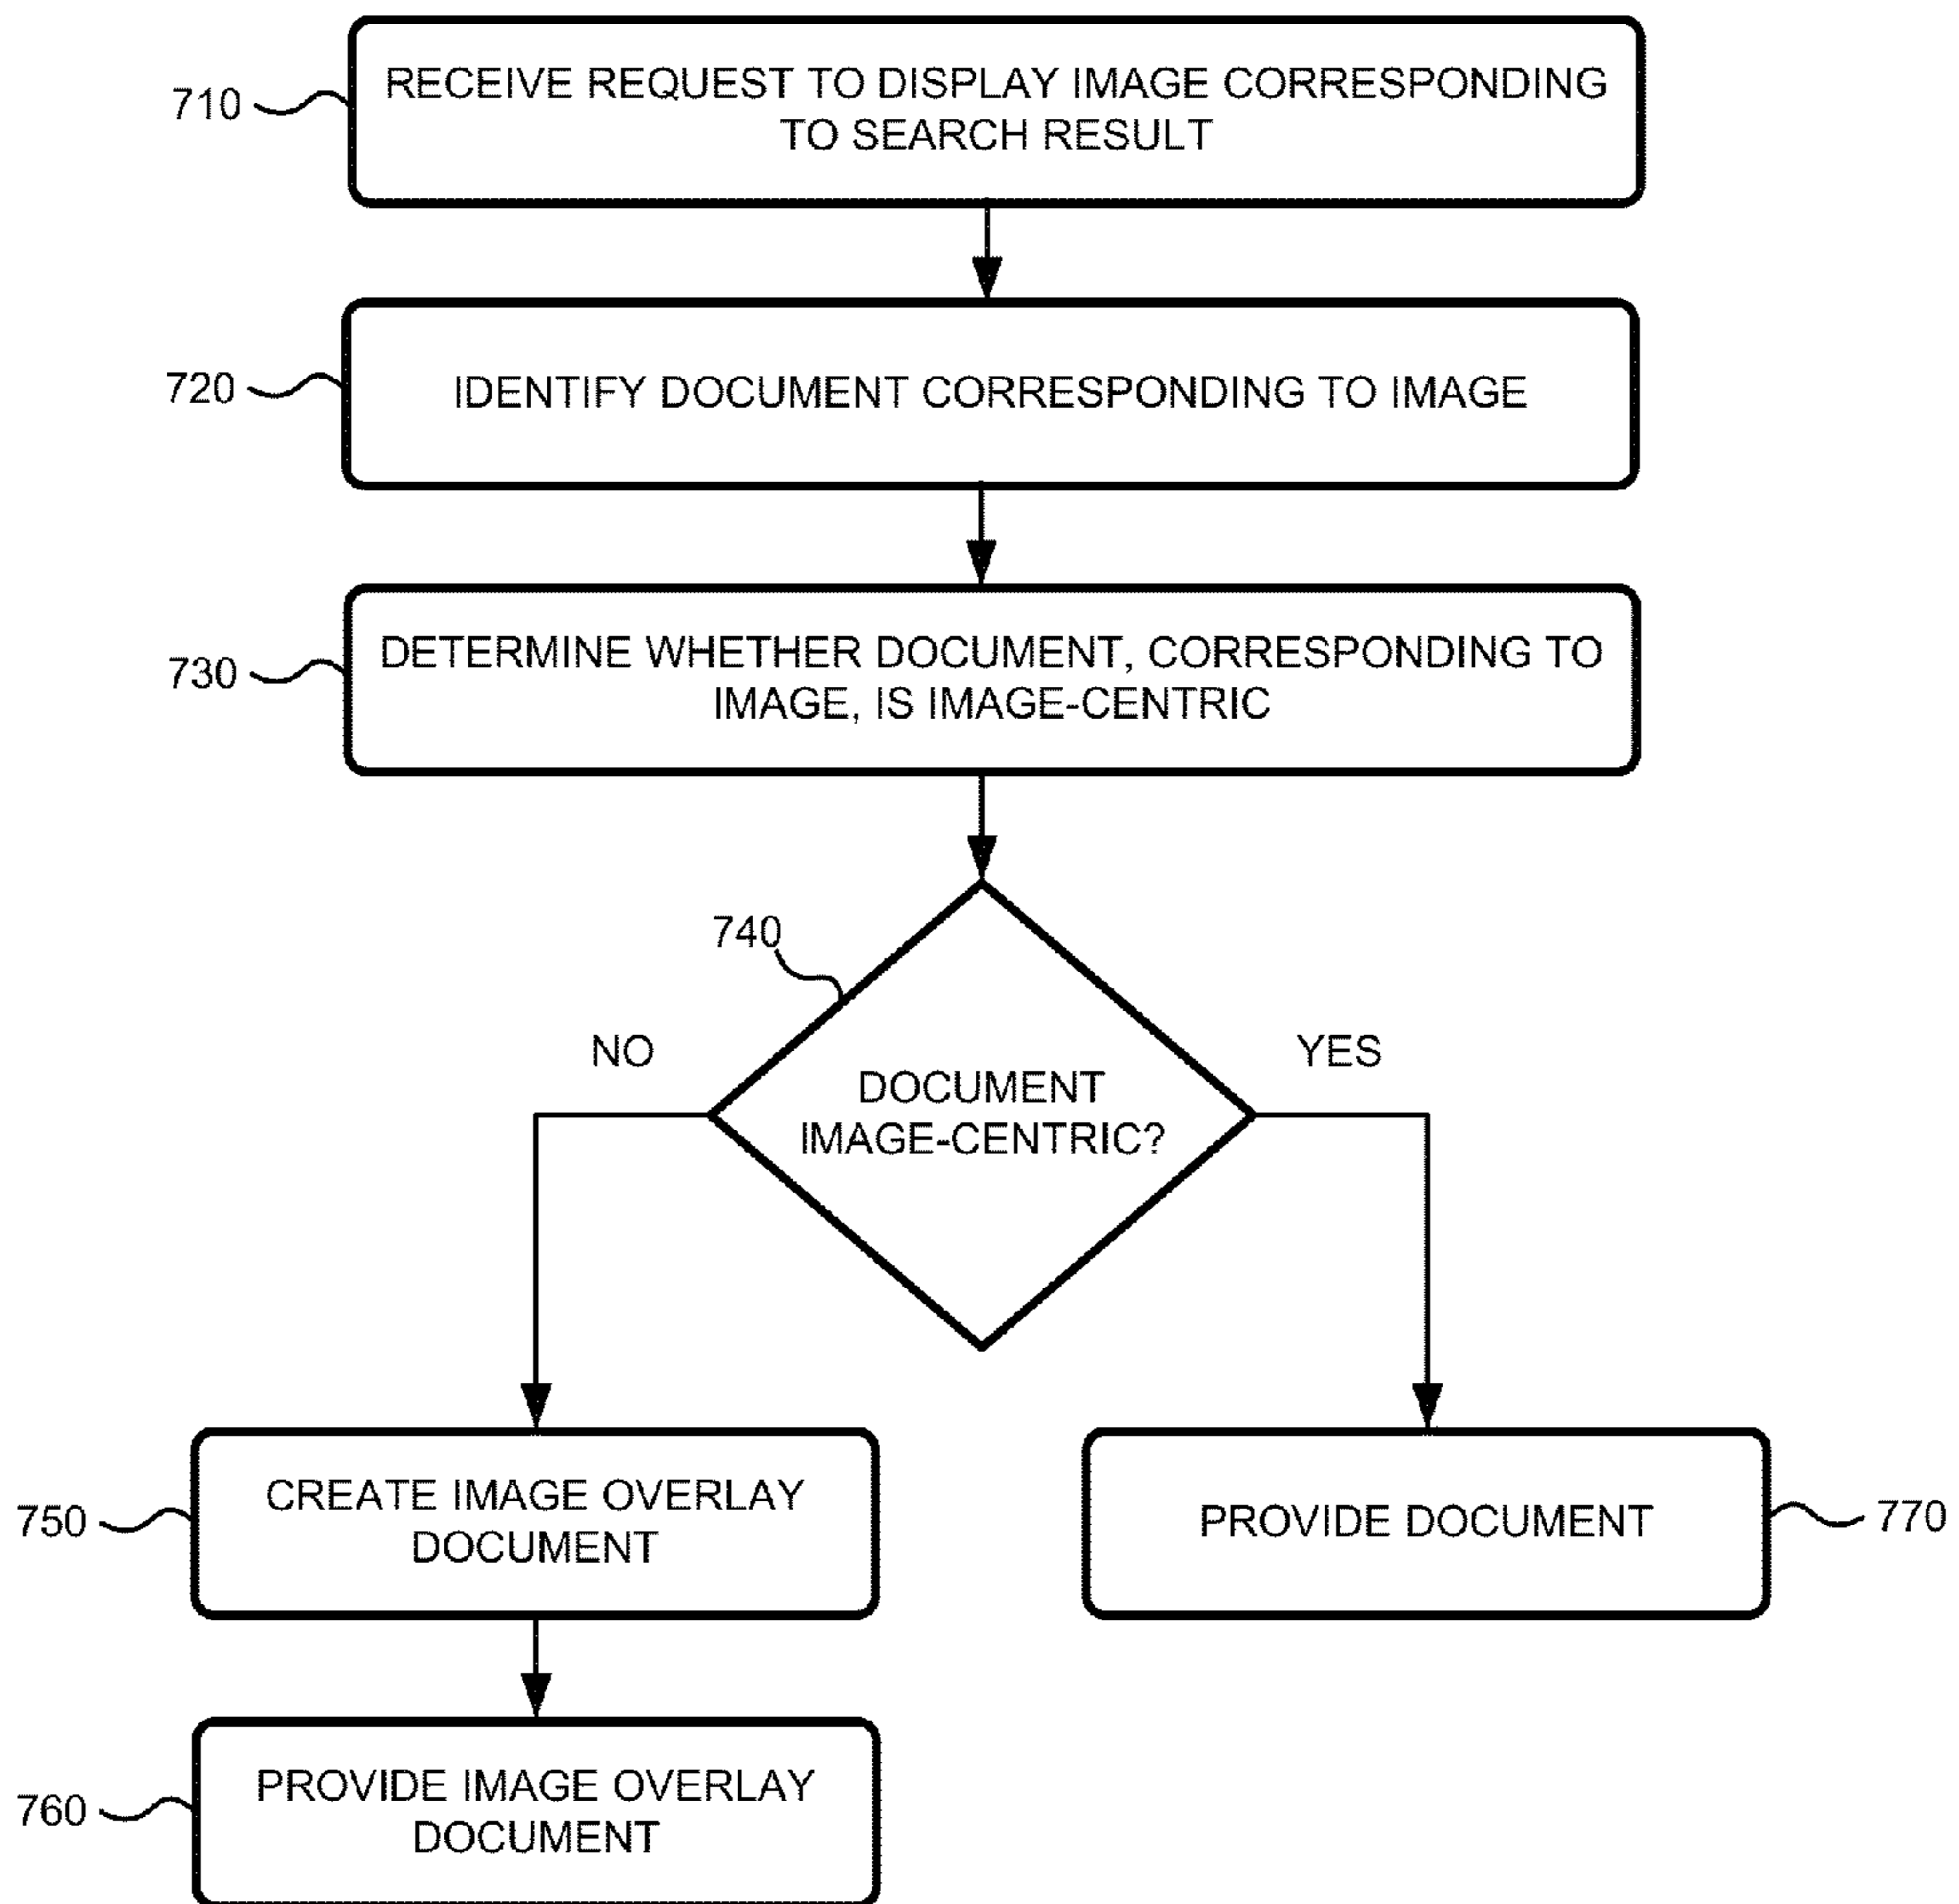 710
RECEIVE REQUEST TO DISPLAY IMAGE CORRESPONDING
TO SEARCH RESULT
720
IDENTIFY DOCUMENT CORRESPONDING TO IMAGE
730
DETERMINE WHETHER DOCUMENT, CORRESPONDING TO
IMAGE, IS IMAGE-CENTRIC
740
NO
YES
DOCUMENT
IMAGE-CENTRIC?
750
CREATE IMAGE OVERLAY
DOCUMENT
PROVIDE DOCUMENT
770
760
PROVIDE IMAGE OVERLAY
DOCUMENT